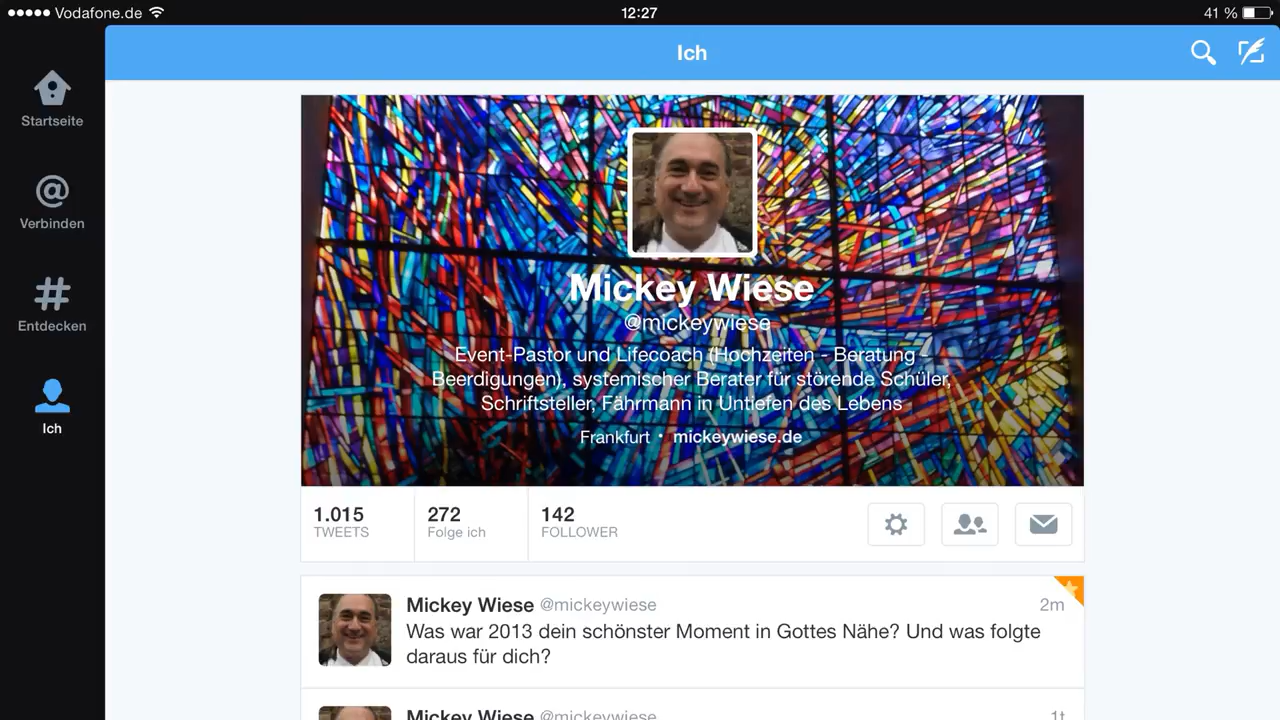 Vodafone.de
12:27
41 %
Ich
Startseite
Verbinden
Entdecken
Ich
Mickey Wiese
@mickeywiese
Event-Pastor und Lifecoach (Hochzeiten - Beratung -
Beerdigungen), systemischer Berater für störende Schüler,
Schriftsteller, Fährmann in Untiefen des Lebens
Frankfurt • mickeywiese.de
1.015
TWEETS
272
Folge ich
142
FOLLOWER
Mickey Wiese @mickeywiese 2m
Was war 2013 dein schönster Moment in Gottes Nähe? Und was folgte
daraus für dich?
Mickey Wiese @mickeywiese 1t